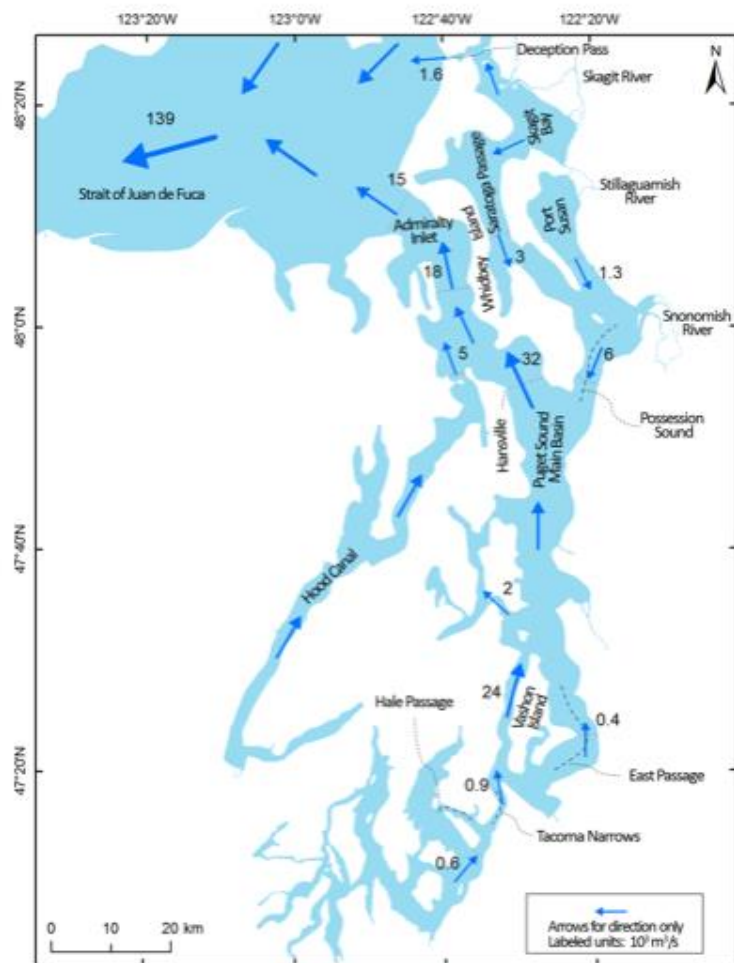 123°20'W
123°0'W
122°40'W
122°20'W
N
48°20'N
48°0'N
47°40'N
47°20'N
Deception Pass
1.6
Skagit River
139
Skagit
Bay
Strait of Juan de Fuca
15
Saratoga Passage
Stillaguamish
River
Admiralty
Inlet
Whidbey
Island
Port
Susan
18
3
1.3
Snonomish
River
5
32
6
Hansville
Puget Sound
Main Basin
Possession
Sound
Hood Canal
2
Hale Passage
24
Vashon
Island
0.4
East Passage
0.9
Tacoma Narrows
0.6
0 10 20 km
Arrows for direction only
Labeled units: 10³ m³/s